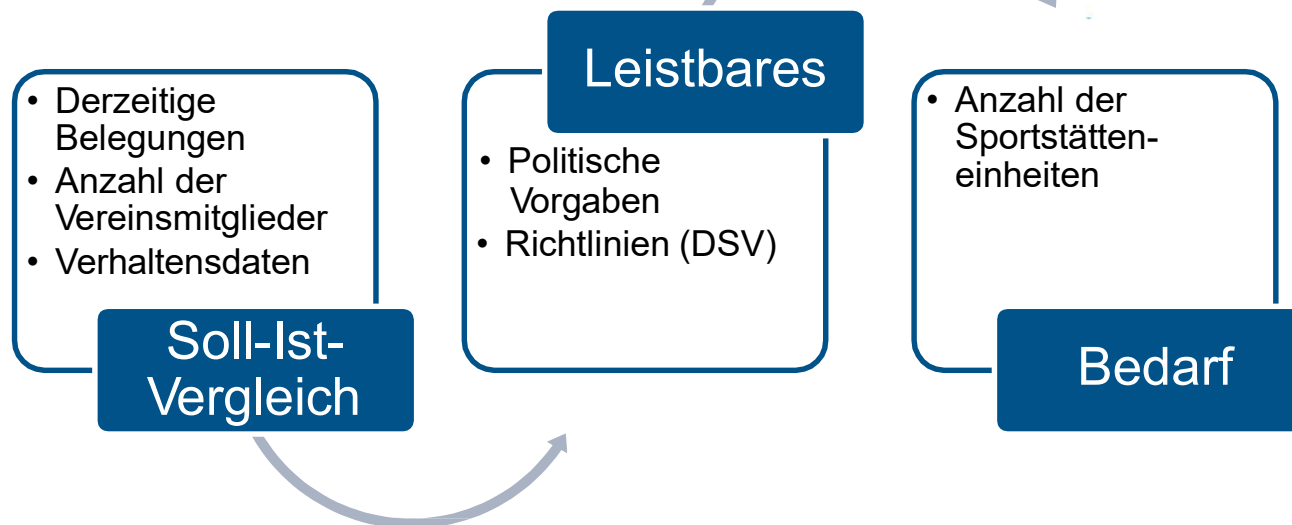 • Derzeitige
Belegungen
• Anzahl der
Vereinsmitglieder
• Verhaltensdaten
Soll-Ist-
Vergleich
Leistbares
• Politische
Vorgaben
• Richtlinien (DSV)
• Anzahl der
Sportstätten-
einheiten
Bedarf